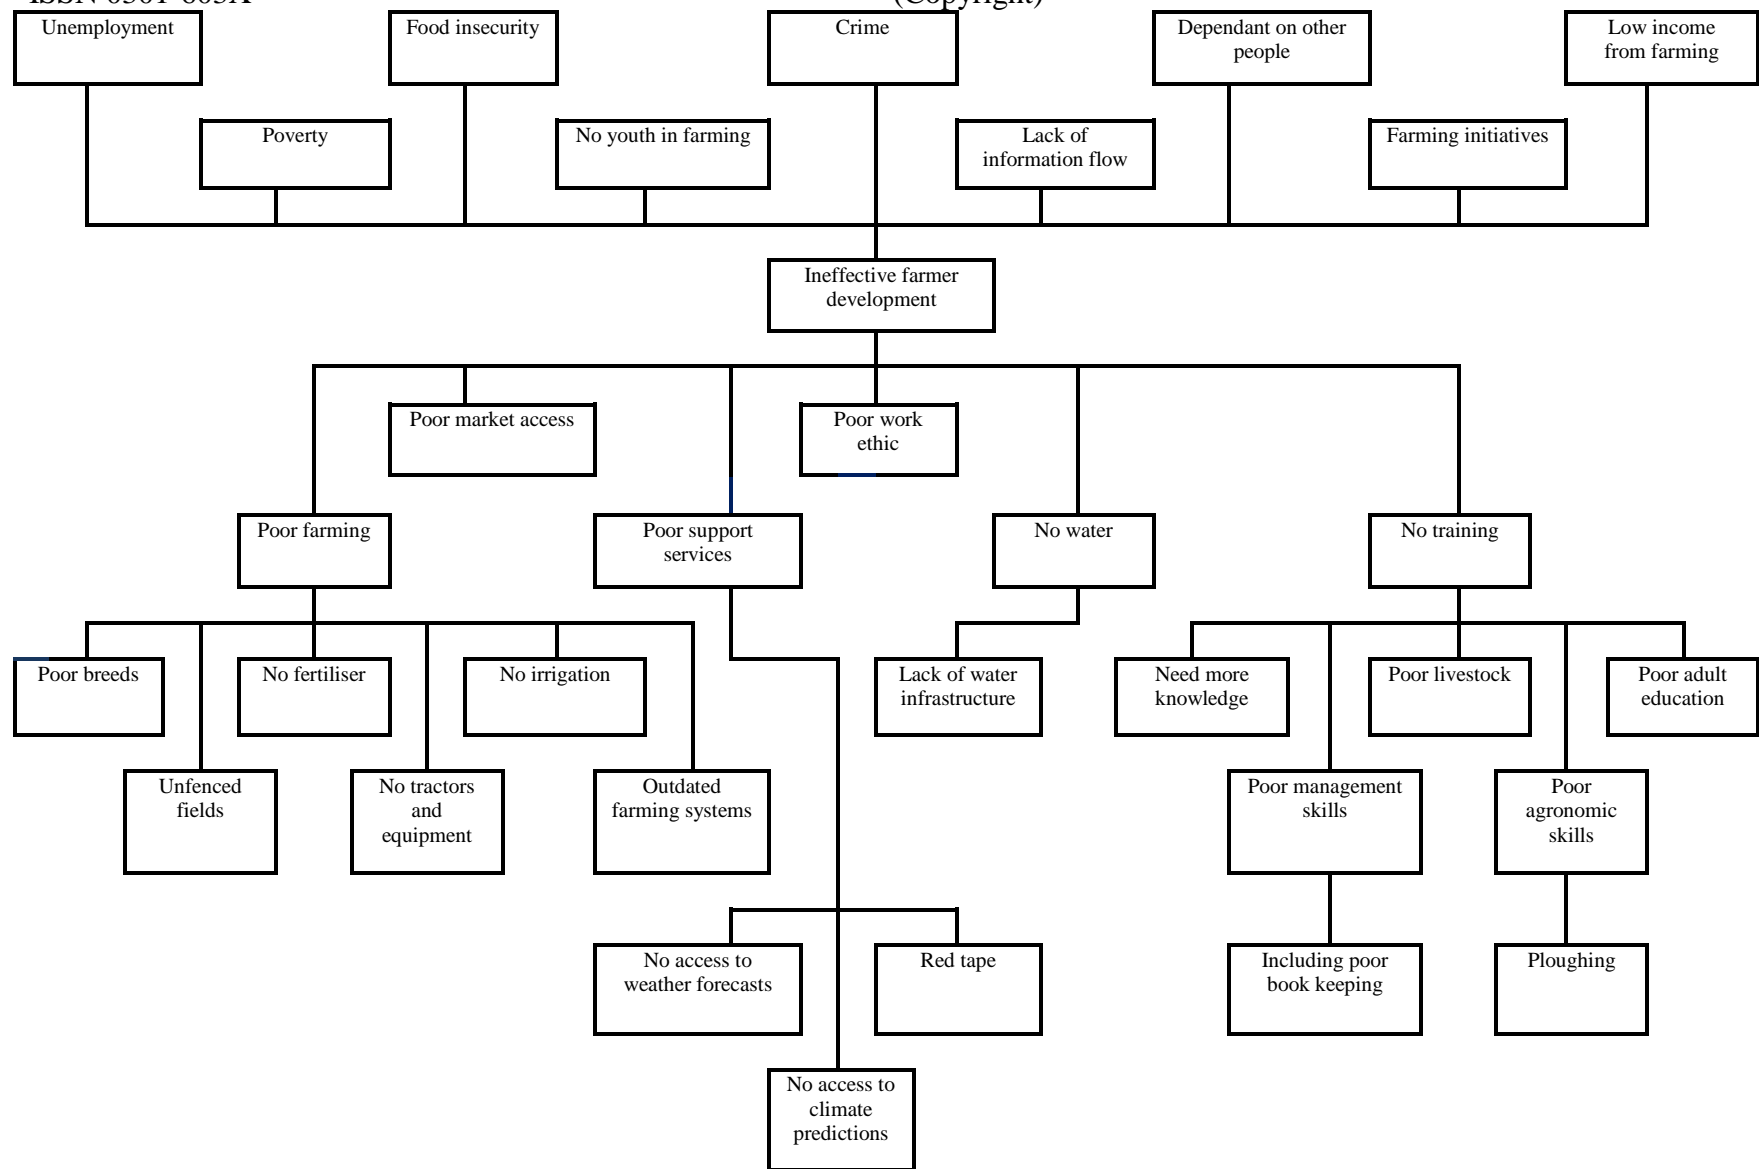 ISSN 0301-603X
(Copyright)
Unemployment
Food insecurity
Crime
Dependant on other
people
Low income
from farming
Poverty
No youth in farming
Lack of
information flow
Farming initiatives
Ineffective farmer
development
Poor market access
Poor work
ethic
Poor farming
Poor support
services
No water
No training
Poor breeds
No fertiliser
No irrigation
Lack of water
infrastructure
Need more
knowledge
Poor livestock
Poor adult
education
Unfenced
fields
No tractors
and
equipment
Outdated
farming systems
Poor management
skills
Poor
agronomic
skills
No access to
weather forecasts
Red tape
Including poor
book keeping
Ploughing
No access to
climate
predictions